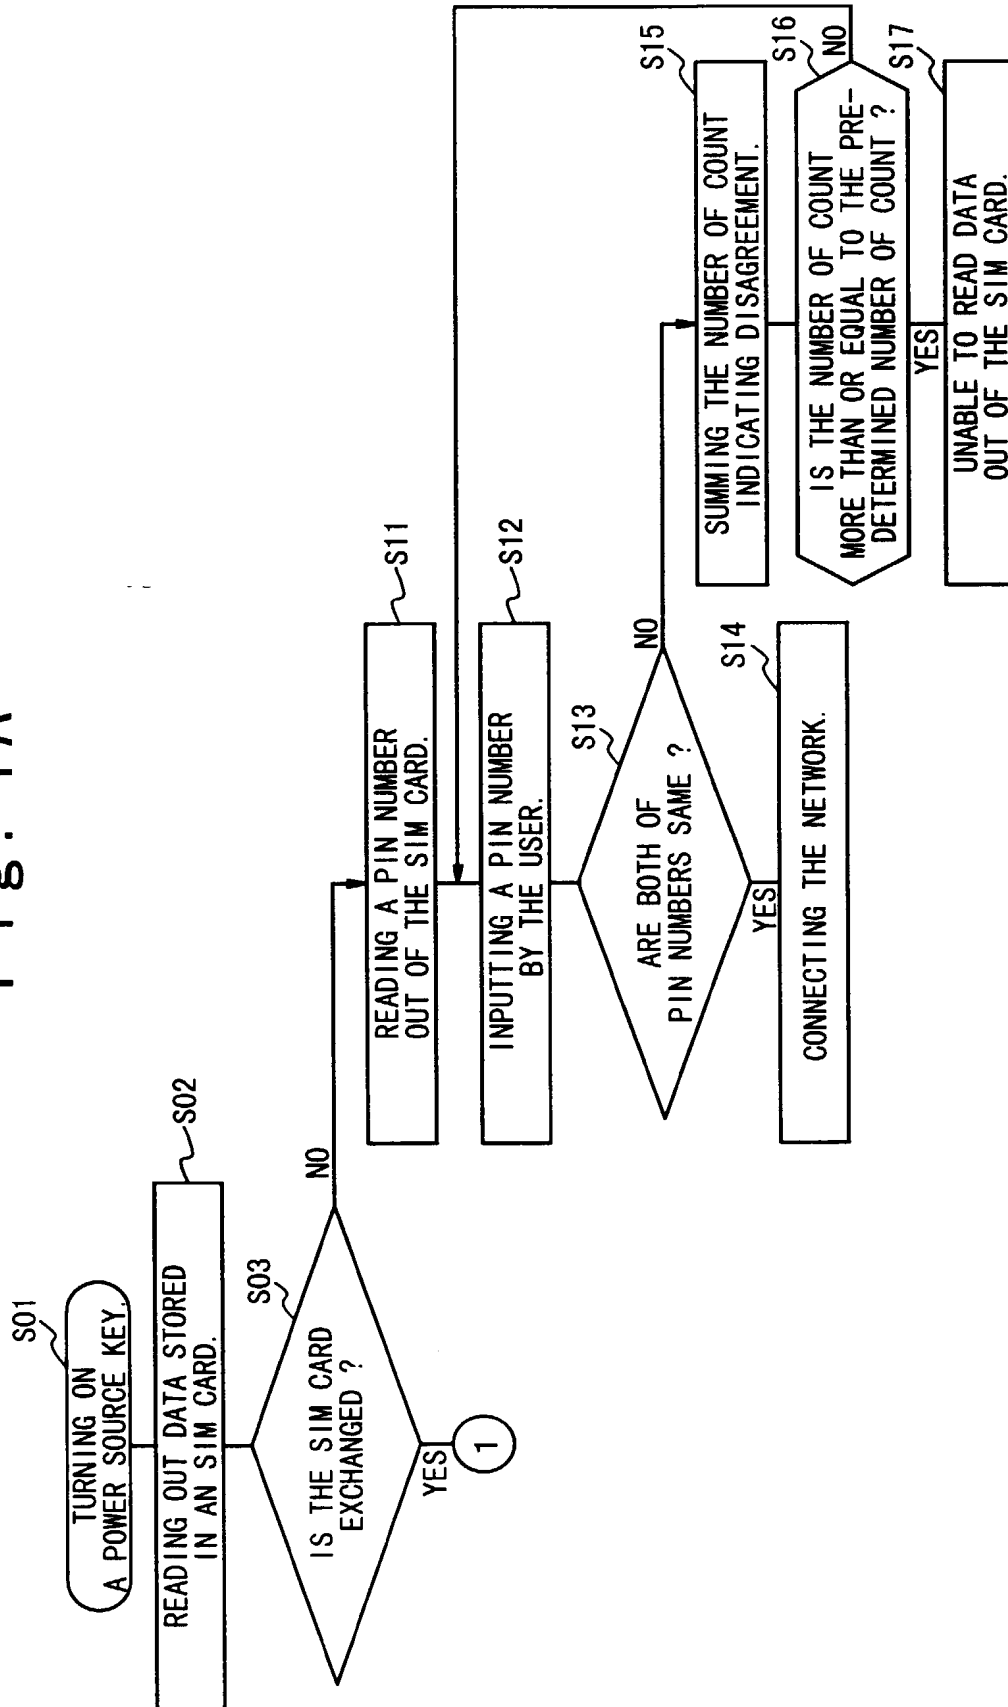 S01
TURNING ON
A POWER SOURCE KEY.
S02
READING OUT DATA STORED
IN AN SIM CARD.
S03
IS THE SIM CARD
EXCHANGED ?
NO
YES
1
S11
READING A PIN NUMBER
OUT OF THE SIM CARD.
S12
INPUTTING A PIN NUMBER
BY THE USER.
S13
ARE BOTH OF
PIN NUMBERS SAME ?
NO
YES
S14
CONNECTING THE NETWORK.
S15
SUMMING THE NUMBER OF COUNT
INDICATING DISAGREEMENT.
S16
IS THE NUMBER OF COUNT
MORE THAN OR EQUAL TO THE PRE-
DETERMINED NUMBER OF COUNT ?
NO
YES
S17
UNABLE TO READ DATA
OUT OF THE SIM CARD.